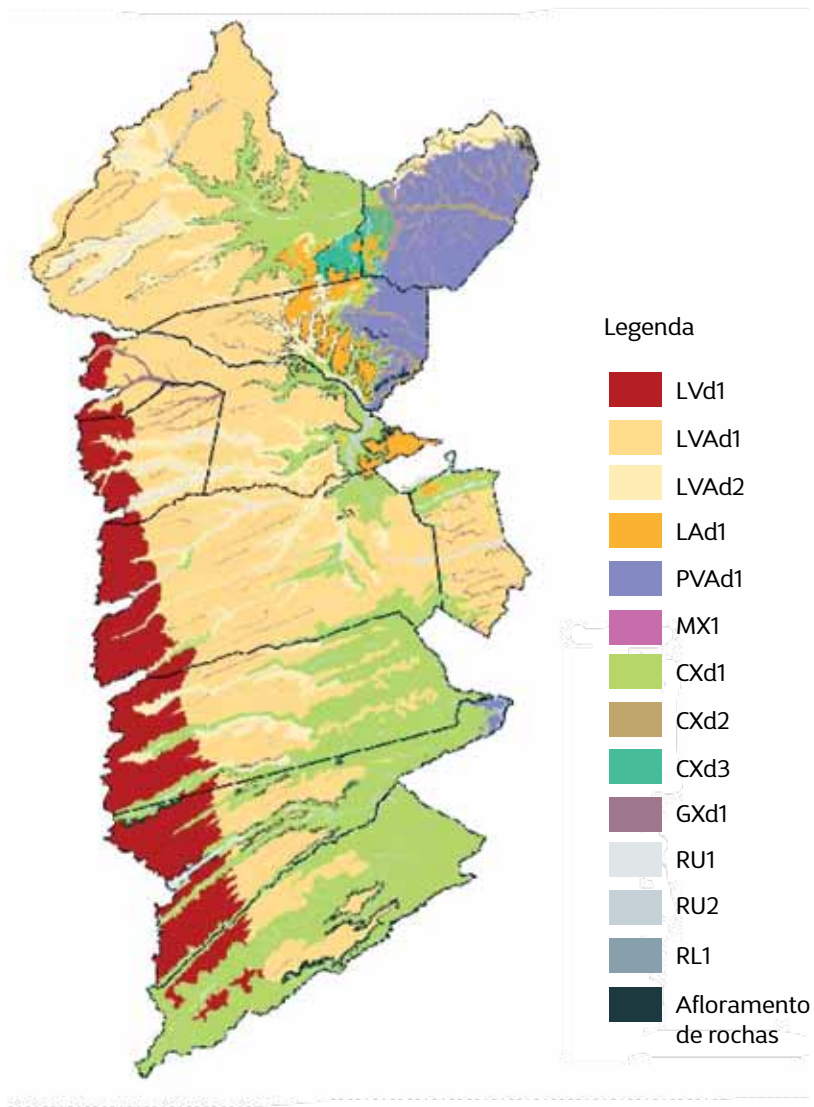 Legenda
LVd1
LVAd1
LVAd2
LAd1
PVAd1
MX1
CXd1
CXd2
CXd3
GXd1
RU1
RU2
RL1
Afloramento
de rochas